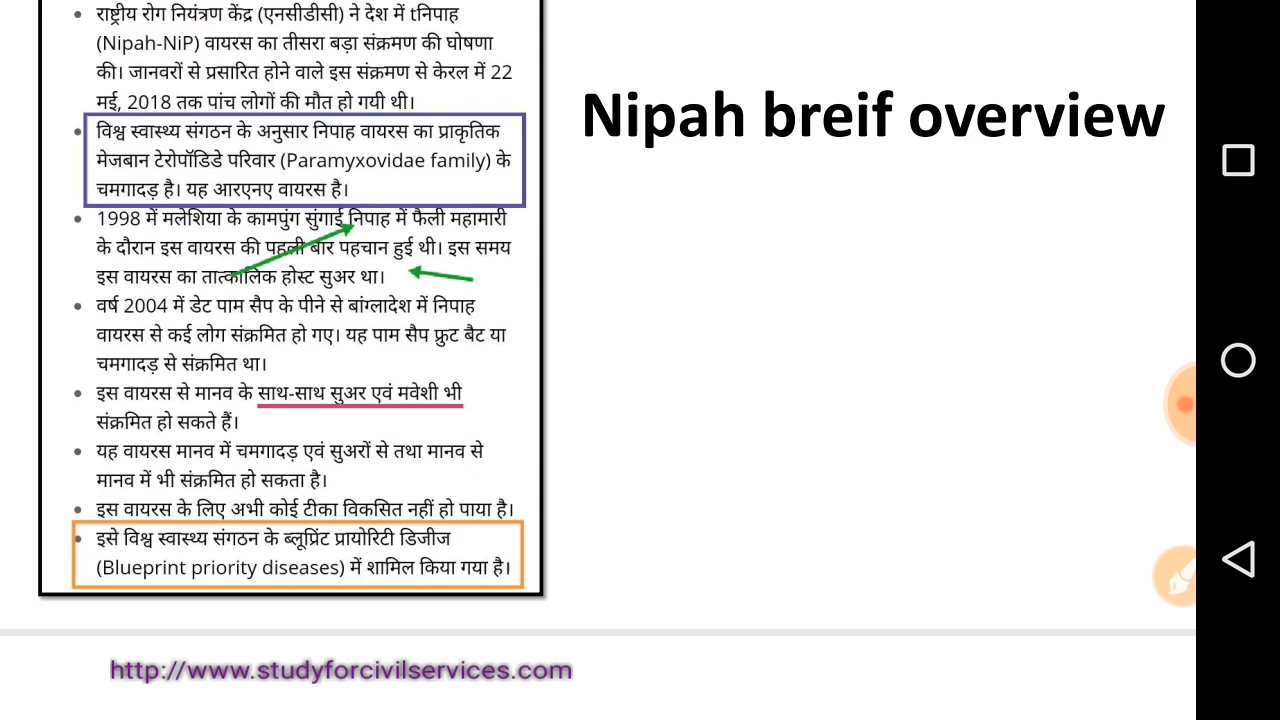 राष्ट्रीय रोग नियंत्रण केंद्र (एनसीडीसी) ने देश में tनिपाह
(Nipah-NiP) वायरस का तीसरा बड़ा संक्रमण की घोषणा
की। जानवरों से प्रसारित होने वाले इस संक्रमण से केरल में 22
मई, 2018 तक पांच लोगों की मौत हो गयी थी।
विश्व स्वास्थ्य संगठन के अनुसार निपाह वायरस का प्राकृतिक
मेजबान टेरोपॉडिडे परिवार (Paramyxovidae family) के
चमगादड़ है। यह आरएनए वायरस है।
1998 में मलेशिया के कामपुंग सुंगाई निपाह में फैली महामारी
के दौरान इस वायरस की पहली बार पहचान हुई थी। इस समय
इस वायरस का तात्कालिक होस्ट सुअर था।
वर्ष 2004 में डेट पाम सैप के पीने से बांग्लादेश में निपाह
वायरस से कई लोग संक्रमित हो गए। यह पाम सैप फ्रुट बैट या
चमगादड़ से संक्रमित था।
इस वायरस से मानव के साथ-साथ सुअर एवं मवेशी भी
संक्रमित हो सकते हैं।
यह वायरस मानव में चमगादड़ एवं सुअरों से तथा मानव से
मानव में भी संक्रमित हो सकता है।
इस वायरस के लिए अभी कोई टीका विकसित नहीं हो पाया है।
इसे विश्व स्वास्थ्य संगठन के ब्लूप्रिंट प्रायोरिटी डिजीज
(Blueprint priority diseases) में शामिल किया गया है।
Nipah breif overview
http://www.studyforcivilservices.com